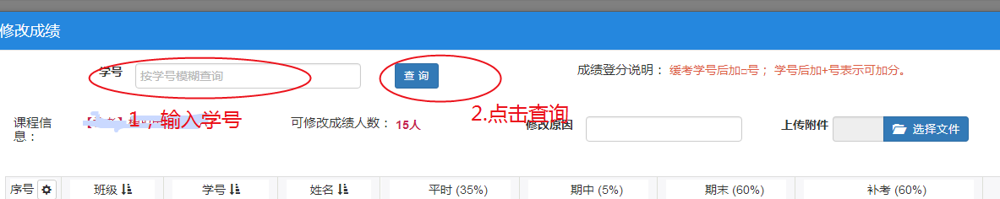 修改成绩
学号 按学号模糊查询 查 询 成绩登分说明： 缓考学号后加□号； 学号后加+号表示可加分。
1，输入学号 2.点击查询
课程信息： 可修改成绩人数： 15人 修改原因 上传附件 选择文件
序号 班级 学号 姓名 平时 (35%) 期中 (5%) 期末 (60%) 补考 (60%)